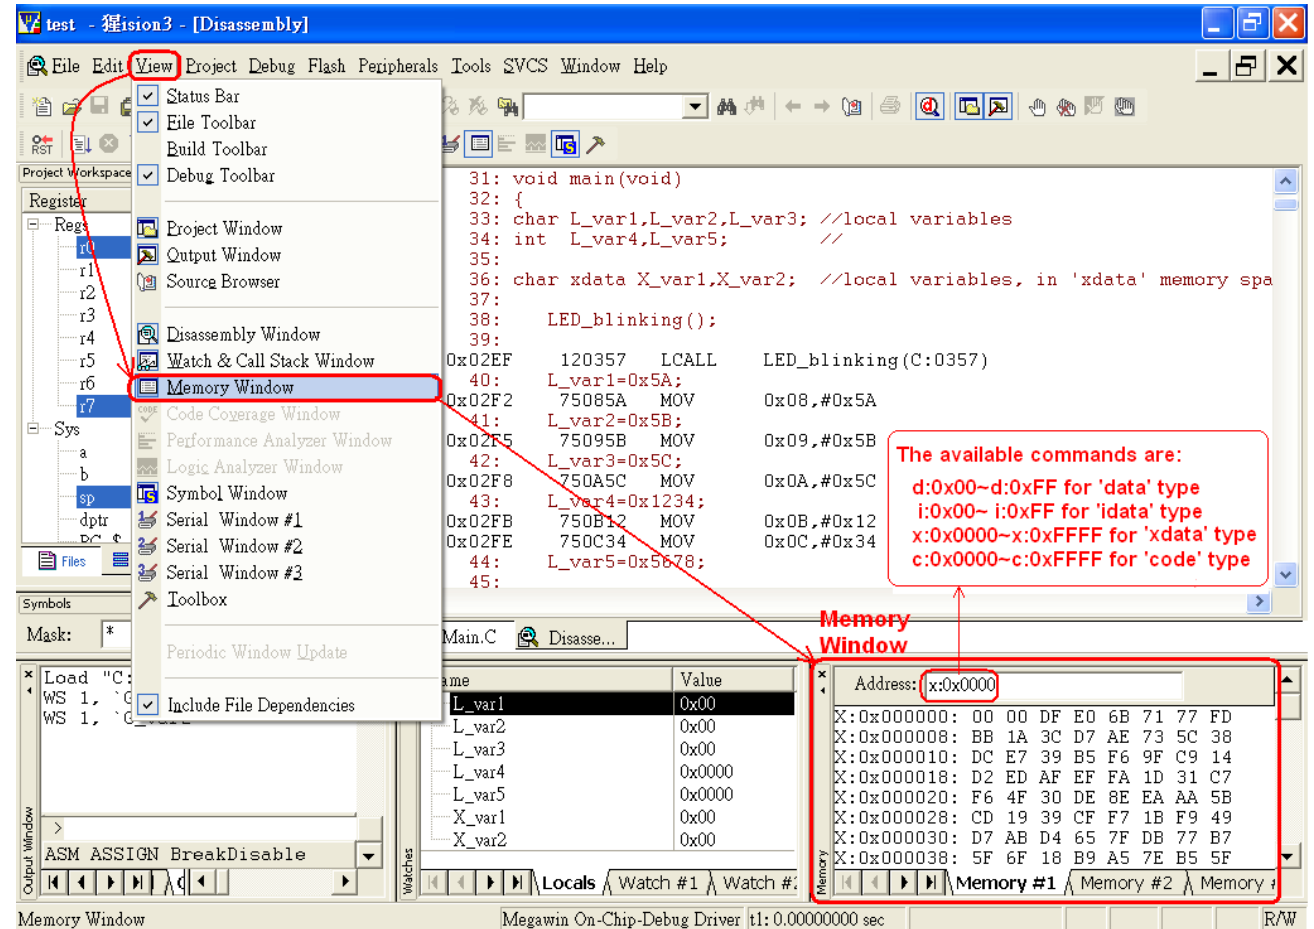 test - 猩ision3 - [Disassembly]
File Edit View Project Debug Flash Peripherals Tools SVCS Window Help
RST
Project Workspace
Register
Regs
r0
r1
r2
r3
r4
r5
r6
r7
Sys
a
b
sp
dptr
PC $
Files
Status Bar
File Toolbar
Build Toolbar
Debug Toolbar
Project Window
Output Window
Source Browser
Disassembly Window
Watch & Call Stack Window
Memory Window
Code Coverage Window
Performance Analyzer Window
Logic Analyzer Window
Symbol Window
Serial Window #1
Serial Window #2
Serial Window #3
Toolbox
Periodic Window Update
Include File Dependencies
31: void main(void)
32: {
33: char L_var1,L_var2,L_var3; //local variables
34: int L_var4,L_var5; //
35:
36: char xdata X_var1,X_var2; //local variables, in 'xdata' memory spa
37:
38: LED_blinking();
39:
0x02EF 120357 LCALL LED_blinking(C:0357)
40: L_var1=0x5A;
0x02F2 75085A MOV 0x08,#0x5A
41: L_var2=0x5B;
0x02F5 75095B MOV 0x09,#0x5B
42: L_var3=0x5C;
0x02F8 750A5C MOV 0x0A,#0x5C
43: L_var4=0x1234;
0x02FB 750B12 MOV 0x0B,#0x12
0x02FE 750C34 MOV 0x0C,#0x34
44: L_var5=0x5678;
45:
The available commands are:
d:0x00~d:0xFF for 'data' type
i:0x00~ i:0xFF for 'idata' type
x:0x0000~x:0xFFFF for 'xdata' type
c:0x0000~c:0xFFFF for 'code' type
Memory
Window
Symbols
Mask: *
Main.C Disasse...
Load "C:
WS 1, `G
WS 1, `G_var2
>
ASM ASSIGN BreakDisable
Output Window
ame Value
L_var1 0x00
L_var2 0x00
L_var3 0x00
L_var4 0x0000
L_var5 0x0000
X_var1 0x00
X_var2 0x00
Watches
Locals Watch #1 Watch #2
Address: x:0x0000
X:0x000000: 00 00 DF E0 6B 71 77 FD
X:0x000008: BB 1A 3C D7 AE 73 5C 38
X:0x000010: DC E7 39 B5 F6 9F C9 14
X:0x000018: D2 ED AF EF FA 1D 31 C7
X:0x000020: F6 4F 30 DE 8E EA AA 5B
X:0x000028: CD 19 39 CF F7 1B F9 49
X:0x000030: D7 AB D4 65 7F DB 77 B7
X:0x000038: 5F 6F 18 B9 A5 7E B5 5F
Memory
Memory #1 Memory #2 Memory #
Memory Window
Megawin On-Chip-Debug Driver t1: 0.00000000 sec R/W